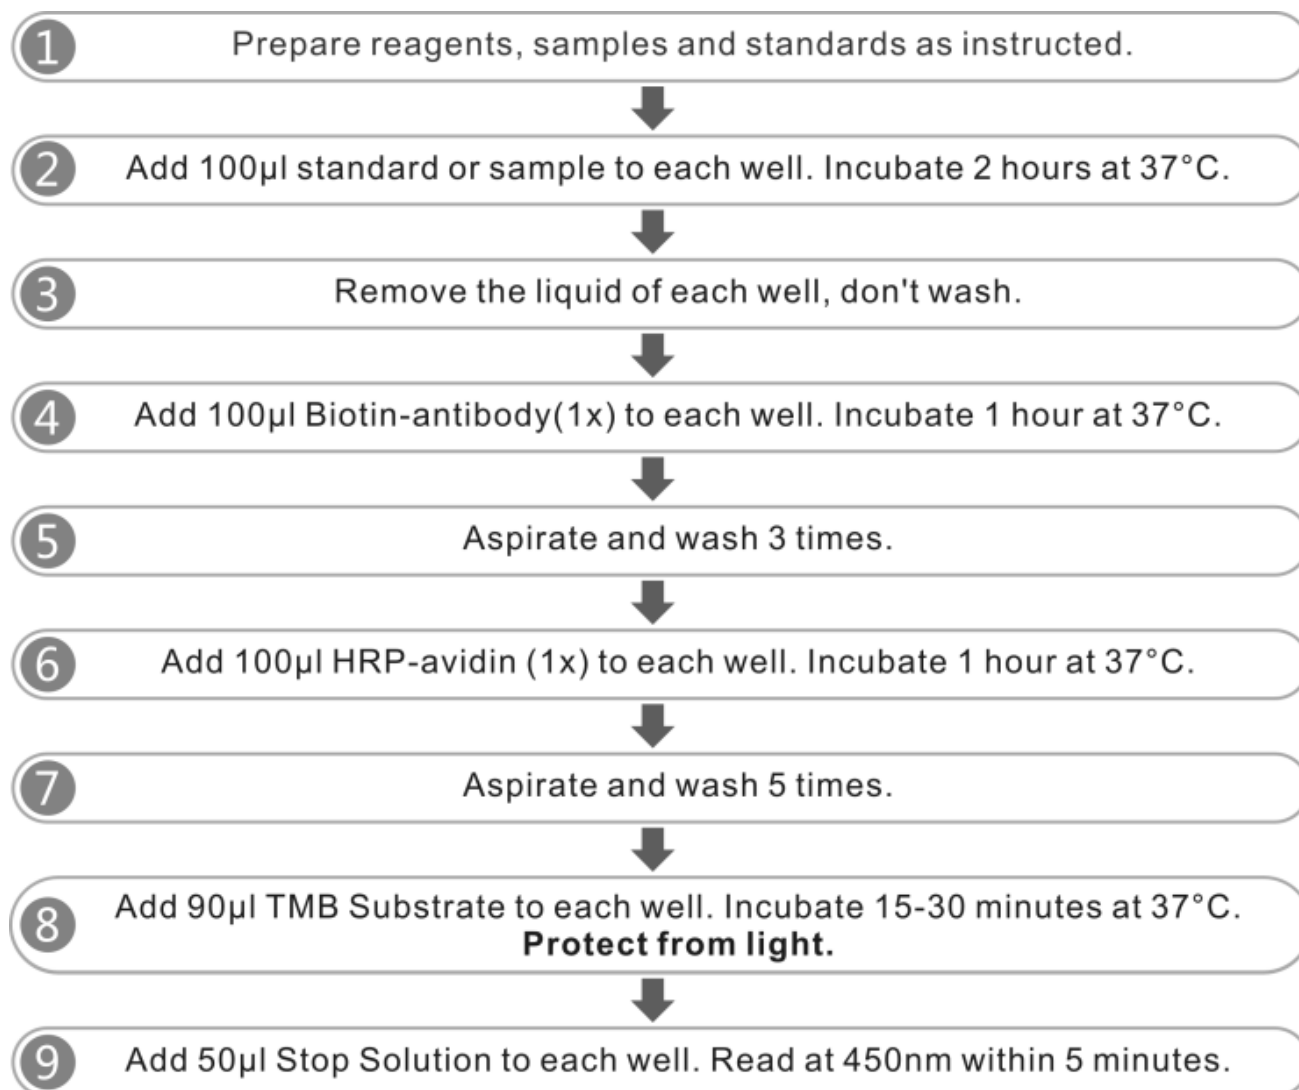 1 Prepare reagents, samples and standards as instructed.
2 Add 100µl standard or sample to each well. Incubate 2 hours at 37°C.
3 Remove the liquid of each well, don't wash.
4 Add 100µl Biotin-antibody(1x) to each well. Incubate 1 hour at 37°C.
5 Aspirate and wash 3 times.
6 Add 100µl HRP-avidin (1x) to each well. Incubate 1 hour at 37°C.
7 Aspirate and wash 5 times.
8 Add 90µl TMB Substrate to each well. Incubate 15-30 minutes at 37°C.
Protect from light.
9 Add 50µl Stop Solution to each well. Read at 450nm within 5 minutes.